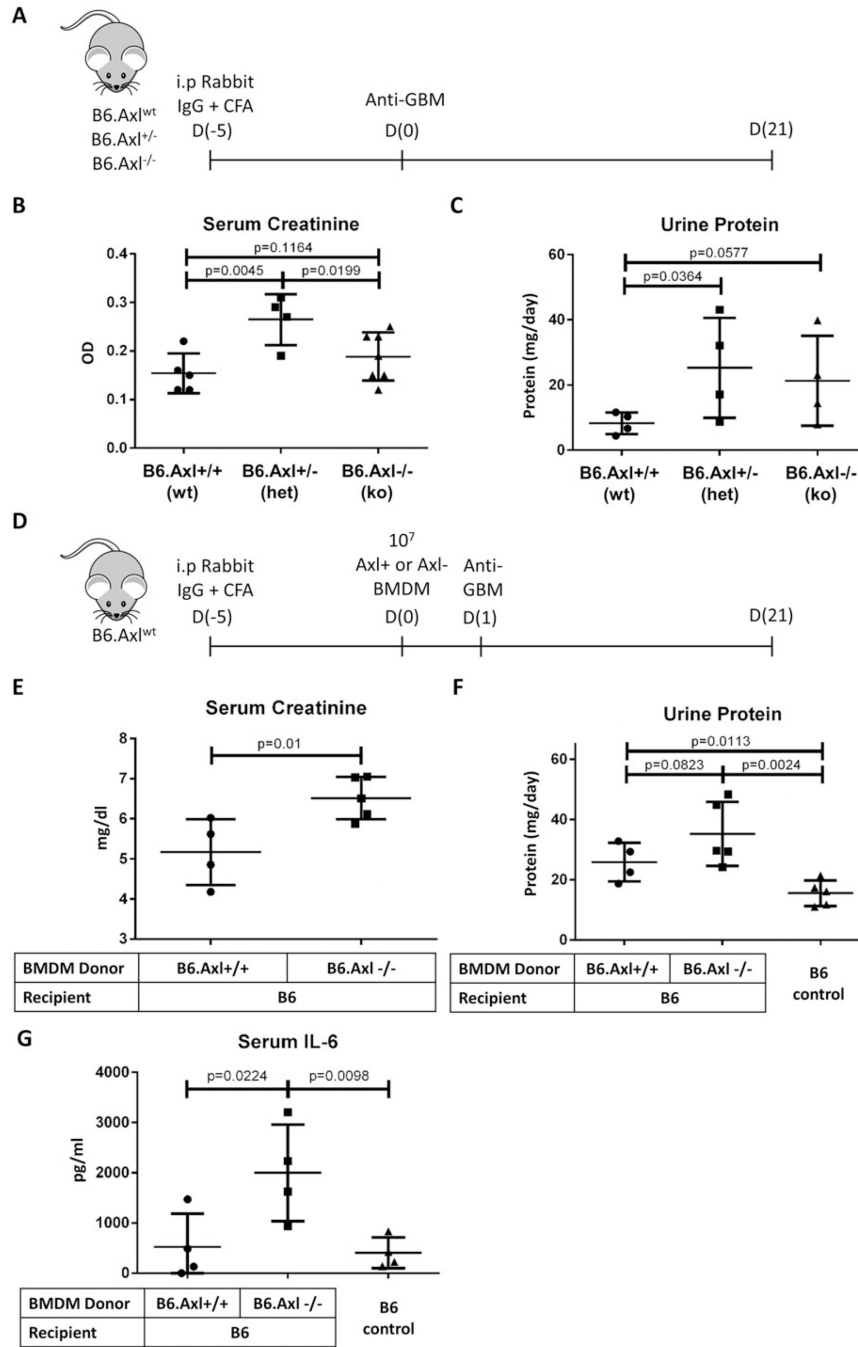 A
i.p Rabbit
IgG + CFA
D(-5)
Anti-GBM
D(0)
D(21)
B6.Axlwt
B6.Axl+/-
B6.Axl-/-
B
Serum Creatinine
p=0.1164
p=0.0045
p=0.0199
0.4
0.3
0.2
0.1
0.0
OD
B6.Axl+/+
(wt)
B6.Axl+/-
(het)
B6.Axl-/-
(ko)
C
Urine Protein
p=0.0577
p=0.0364
60
40
20
0
Protein (mg/day)
B6.Axl+/+
(wt)
B6.Axl+/-
(het)
B6.Axl-/-
(ko)
D
B6.Axlwt
i.p Rabbit
IgG + CFA
D(-5)
10⁷
Axl+ or Axl-
BMDM
D(0)
Anti-
GBM
D(1)
D(21)
E
Serum Creatinine
p=0.01
8
7
6
5
4
3
mg/dl
BMDM Donor B6.Axl+/+ B6.Axl -/-
Recipient B6
F
Urine Protein
p=0.0113
p=0.0823
p=0.0024
60
40
20
0
Protein (mg/day)
BMDM Donor B6.Axl+/+ B6.Axl -/-
Recipient B6
B6
control
G
Serum IL-6
p=0.0224
p=0.0098
4000
3000
2000
1000
0
pg/ml
BMDM Donor B6.Axl+/+ B6.Axl -/-
Recipient B6
B6
control